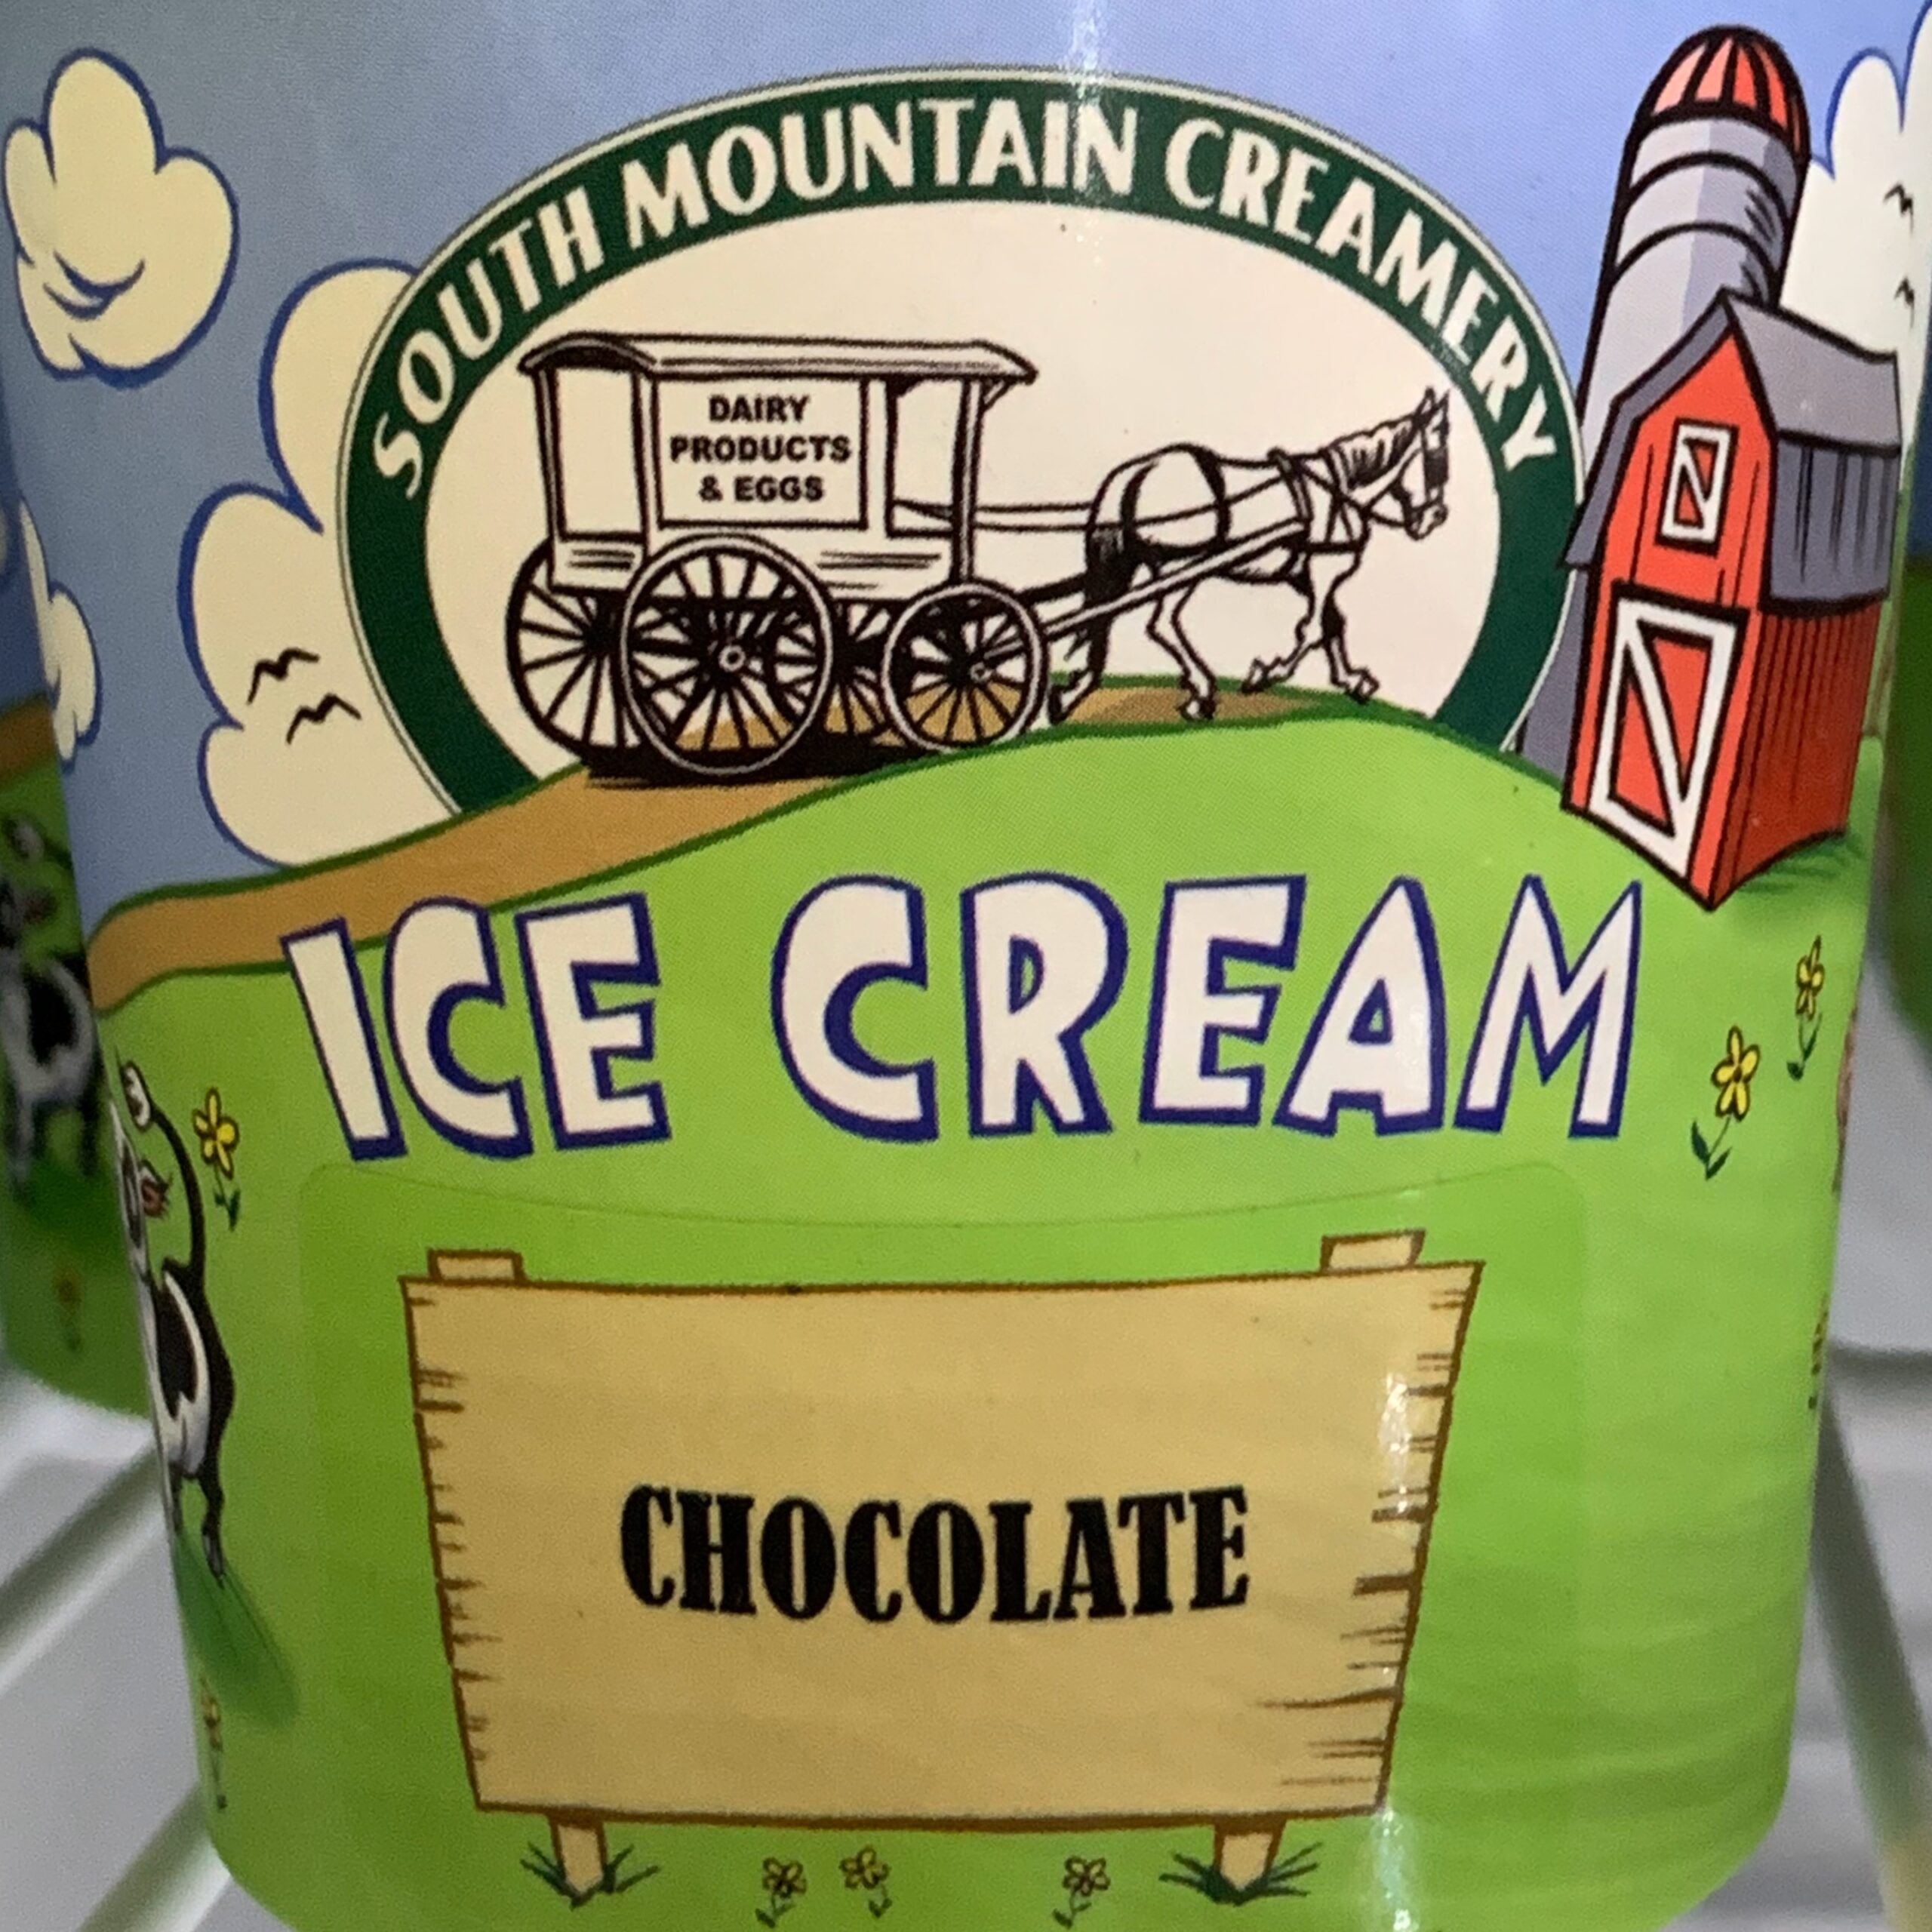 SOUTH MOUNTAIN CREAMERY
DAIRY
PRODUCTS
& EGGS
ICE CREAM
CHOCOLATE